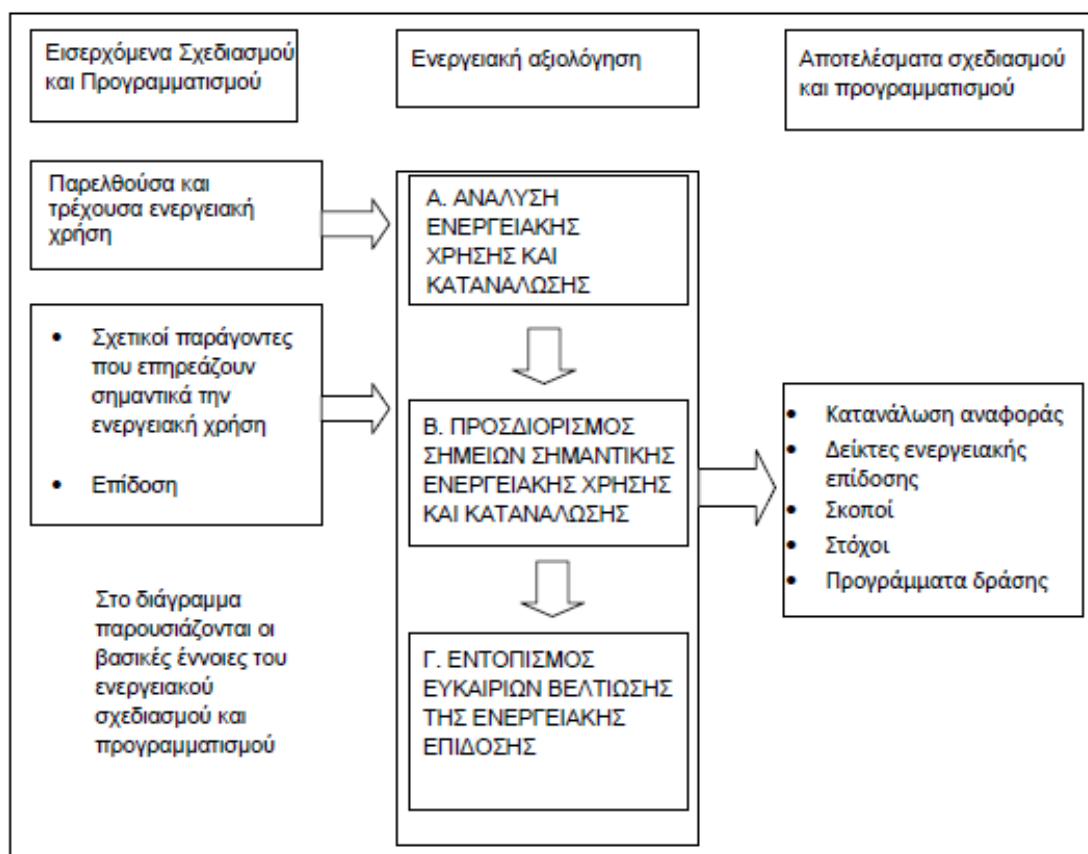 Εισερχόμενα Σχεδιασμού
και Προγραμματισμού
Ενεργειακή αξιολόγηση
Αποτελέσματα σχεδιασμού
και προγραμματισμού
Παρελθούσα και
τρέχουσα ενεργειακή
χρήση
Α. ΑΝΑΛΥΣΗ
ΕΝΕΡΓΕΙΑΚΗΣ
ΧΡΗΣΗΣ ΚΑΙ
ΚΑΤΑΝΑΛΩΣΗΣ
• Σχετικοί παράγοντες
που επηρεάζουν
σημαντικά την
ενεργειακή χρήση
• Επίδοση
Β. ΠΡΟΣΔΙΟΡΙΣΜΟΣ
ΣΗΜΕΙΩΝ ΣΗΜΑΝΤΙΚΗΣ
ΕΝΕΡΓΕΙΑΚΗΣ ΧΡΗΣΗΣ
ΚΑΙ ΚΑΤΑΝΑΛΩΣΗΣ
• Κατανάλωση αναφοράς
• Δείκτες ενεργειακής
επίδοσης
• Σκοποί
• Στόχοι
• Προγράμματα δράσης
Στο διάγραμμα
παρουσιάζονται οι
βασικές έννοιες του
ενεργειακού
σχεδιασμού και
προγραμματισμού
Γ. ΕΝΤΟΠΙΣΜΟΣ
ΕΥΚΑΙΡΙΩΝ ΒΕΛΤΙΩΣΗΣ
ΤΗΣ ΕΝΕΡΓΕΙΑΚΗΣ
ΕΠΙΔΟΣΗΣ